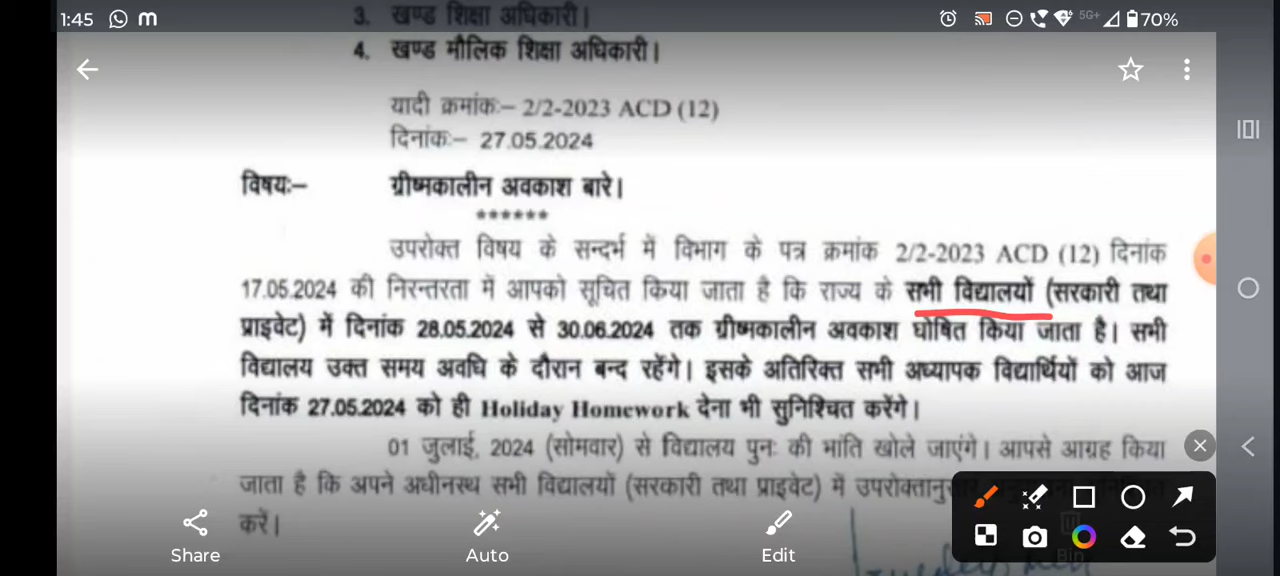 1:45 m 5G+ 70%
3. खण्ड शिक्षा अधिकारी।
4. खण्ड मौलिक शिक्षा अधिकारी।
यादी क्रमांकः– 2/2-2023 ACD (12)
दिनांकः– 27.05.2024
विषयः– ग्रीष्मकालीन अवकाश बारे।
******
उपरोक्त विषय के सन्दर्भ में विभाग के पत्र क्रमांक 2/2-2023 ACD (12) दिनांक
17.05.2024 की निरन्तरता में आपको सूचित किया जाता है कि राज्य के सभी विद्यालयों (सरकारी तथा
प्राइवेट) में दिनांक 28.05.2024 से 30.06.2024 तक ग्रीष्मकालीन अवकाश घोषित किया जाता है। सभी
विद्यालय उक्त समय अवधि के दौरान बन्द रहेंगे। इसके अतिरिक्त सभी अध्यापक विद्यार्थियों को आज
दिनांक 27.05.2024 को ही Holiday Homework देना भी सुनिश्चित करेंगे।
01 जुलाई, 2024 (सोमवार) से विद्यालय पुनः की भांति खोले जाएंगे। आपसे आग्रह किया
जाता है कि अपने अधीनस्थ सभी विद्यालयों (सरकारी तथा प्राइवेट) में
करें।
Share Auto Edit Bin